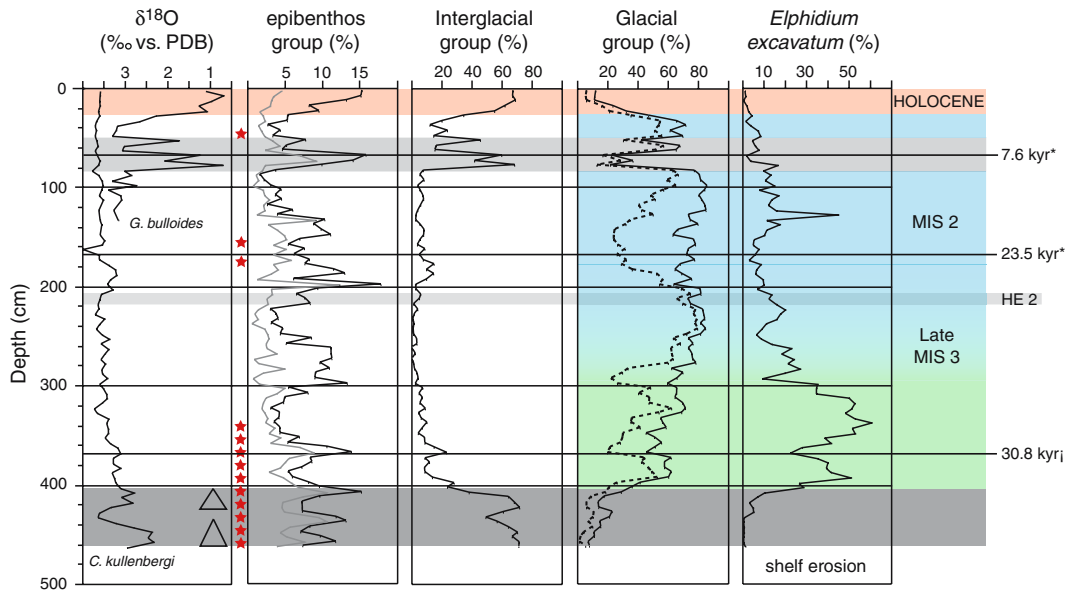 δ¹⁸O
(‰ vs. PDB)
epibenthos
group (%)
Interglacial
group (%)
Glacial
group (%)
Elphidium
excavatum (%)
3 2 1
5 10 15
20 40 60 80
20 40 60 80
10 30 50
0
100
200
300
400
500
Depth (cm)
G. bulloides
C. kullenbergi
HOLOCENE
7.6 kyr*
MIS 2
23.5 kyr*
HE 2
Late
MIS 3
30.8 kyr¡
shelf erosion